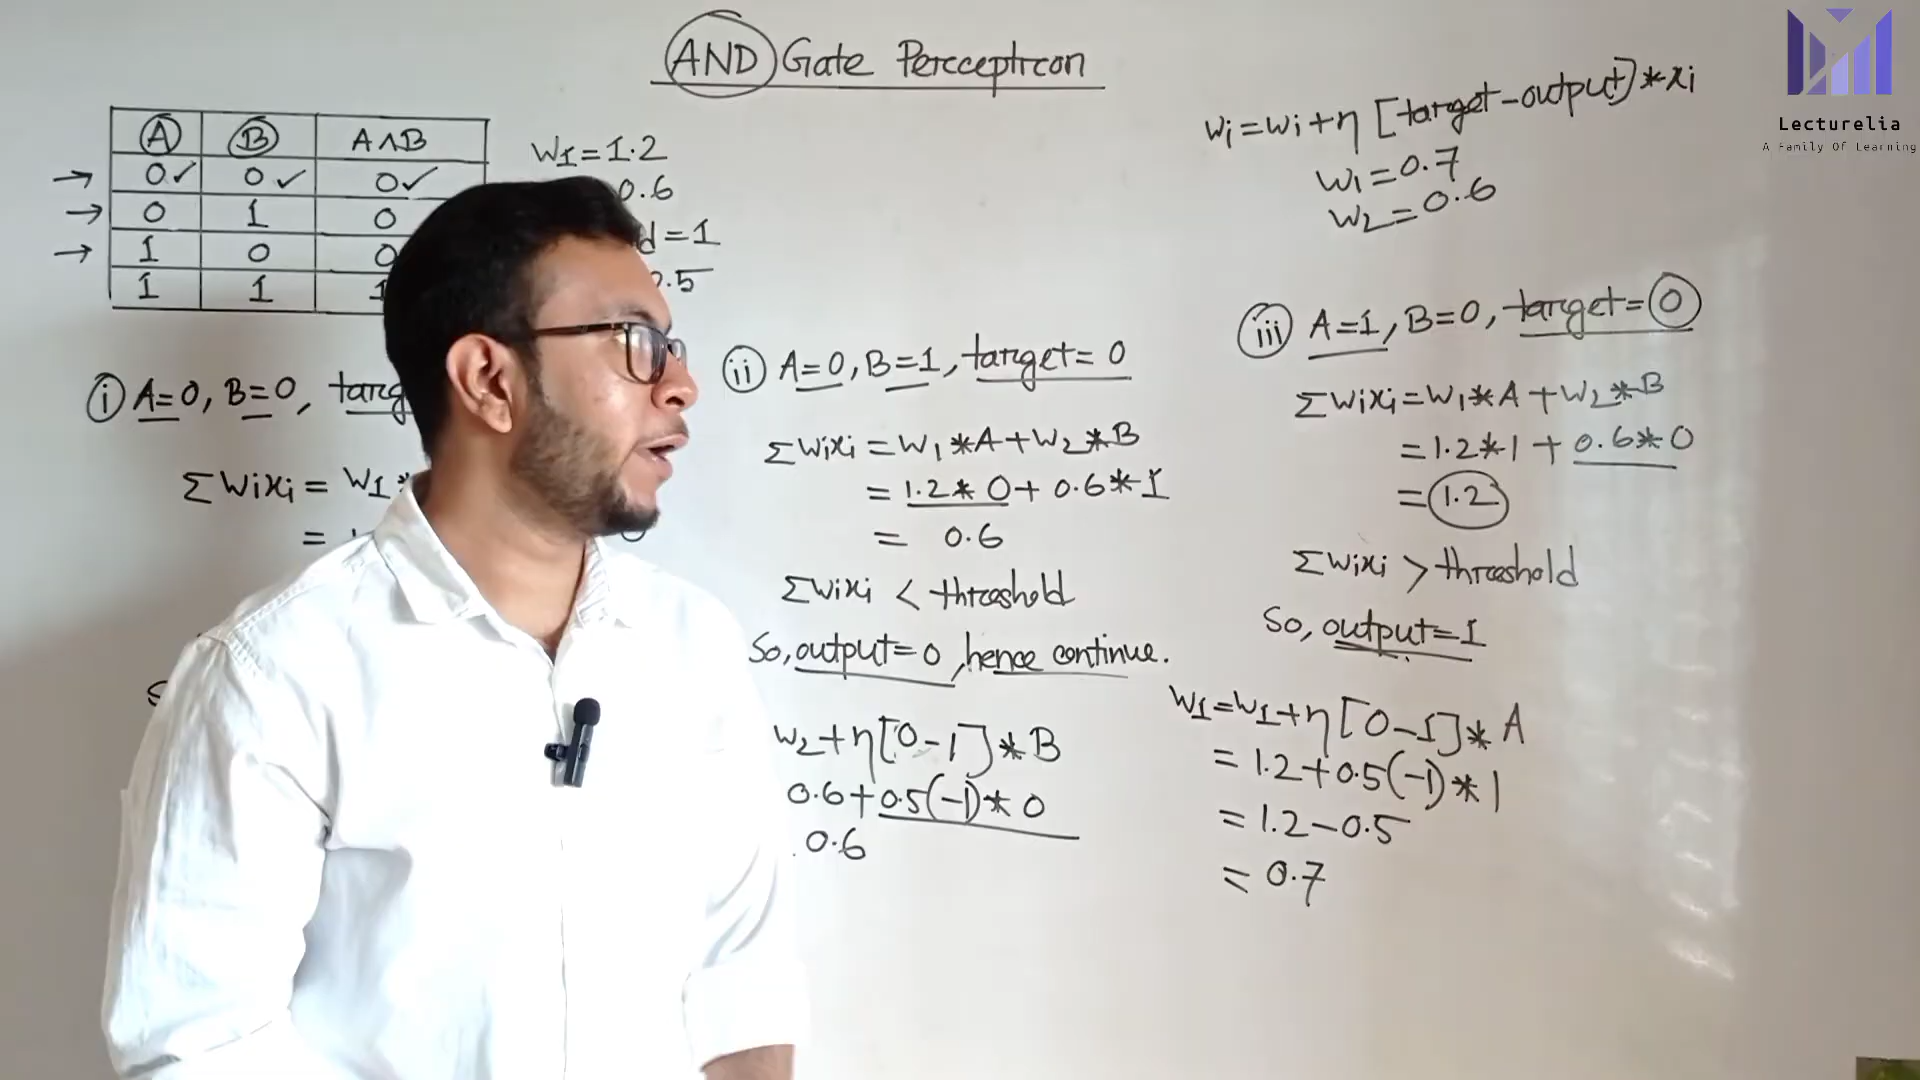 AND Gate Percceptrcon
A B A∧B
0✓ 0✓ 0✓
0 1 0
1 0 0
1 1 1
W1=1.2
0.6
d=1
0.5
wi=wi+η [target-output]*xi
W1=0.7
W2=0.6
Lecturelia
A Family Of Learning
i A=0, B=0, targ
ΣWixi = W1*
=
ii A=0, B=1, target=0
ΣWixi = W1*A+W2*B
= 1.2*0+0.6*1
= 0.6
ΣWixi < threshold
So, output=0, hence continue.
W2+η[0-1]*B
0.6+0.5(-1)*0
0.6
iii A=1, B=0, target=0
ΣWixi=W1*A+W2*B
=1.2*1+0.6*0
=1.2
ΣWixi > threshold
So, output=1
W1=W1+η[0-1]*A
=1.2+0.5(-1)*1
=1.2-0.5
=0.7